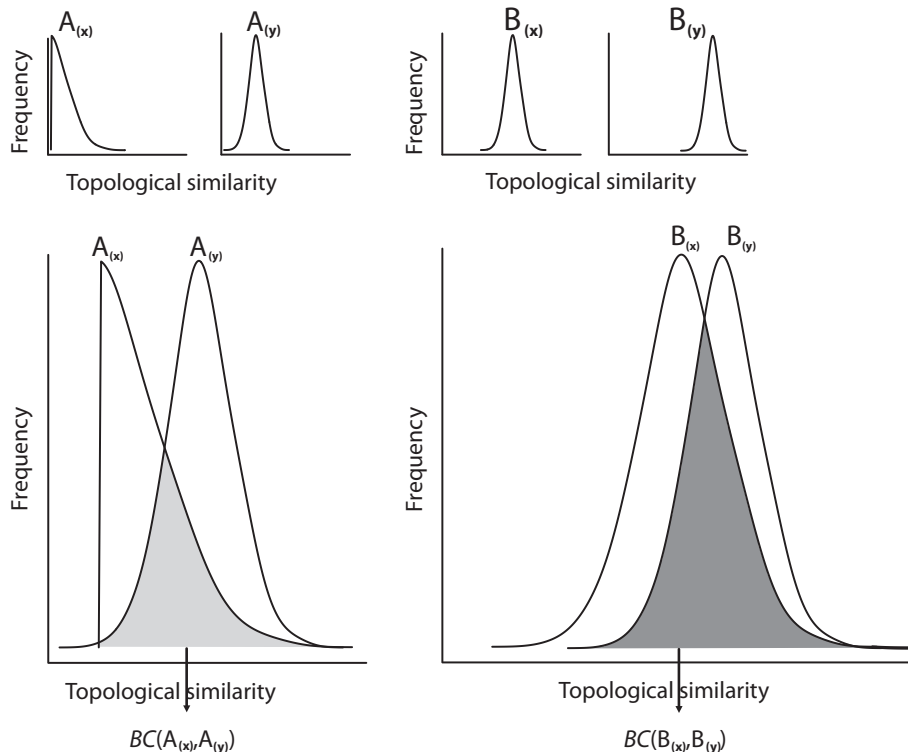 A(x)
A(y)
B(x)
B(y)
Frequency
Frequency
Topological similarity
Topological similarity
A(x)
A(y)
B(x)
B(y)
Frequency
Frequency
Topological similarity
Topological similarity
BC(A(x),A(y))
BC(B(x),B(y))